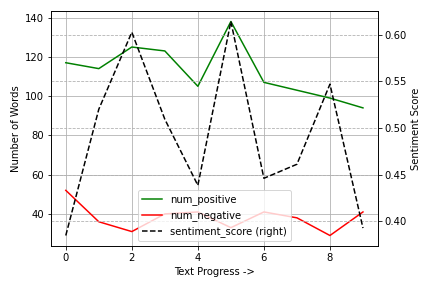 140
120
100
80
60
40
0.60
0.55
0.50
0.45
0.40
Number of Words
Sentiment Score
num_positive
num_negative
sentiment_score (right)
0
2
4
6
8
Text Progress ->